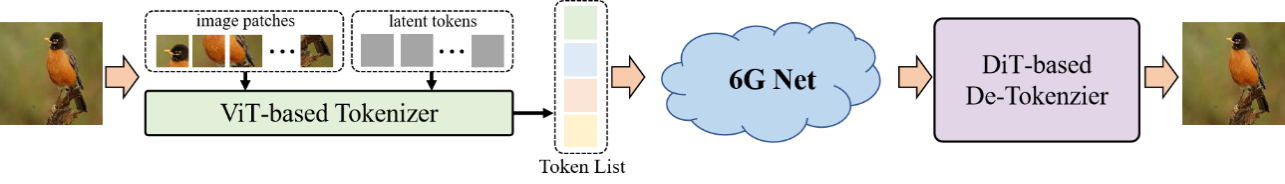 image patches
latent tokens
ViT-based Tokenizer
Token List
6G Net
DiT-based
De-Tokenzier